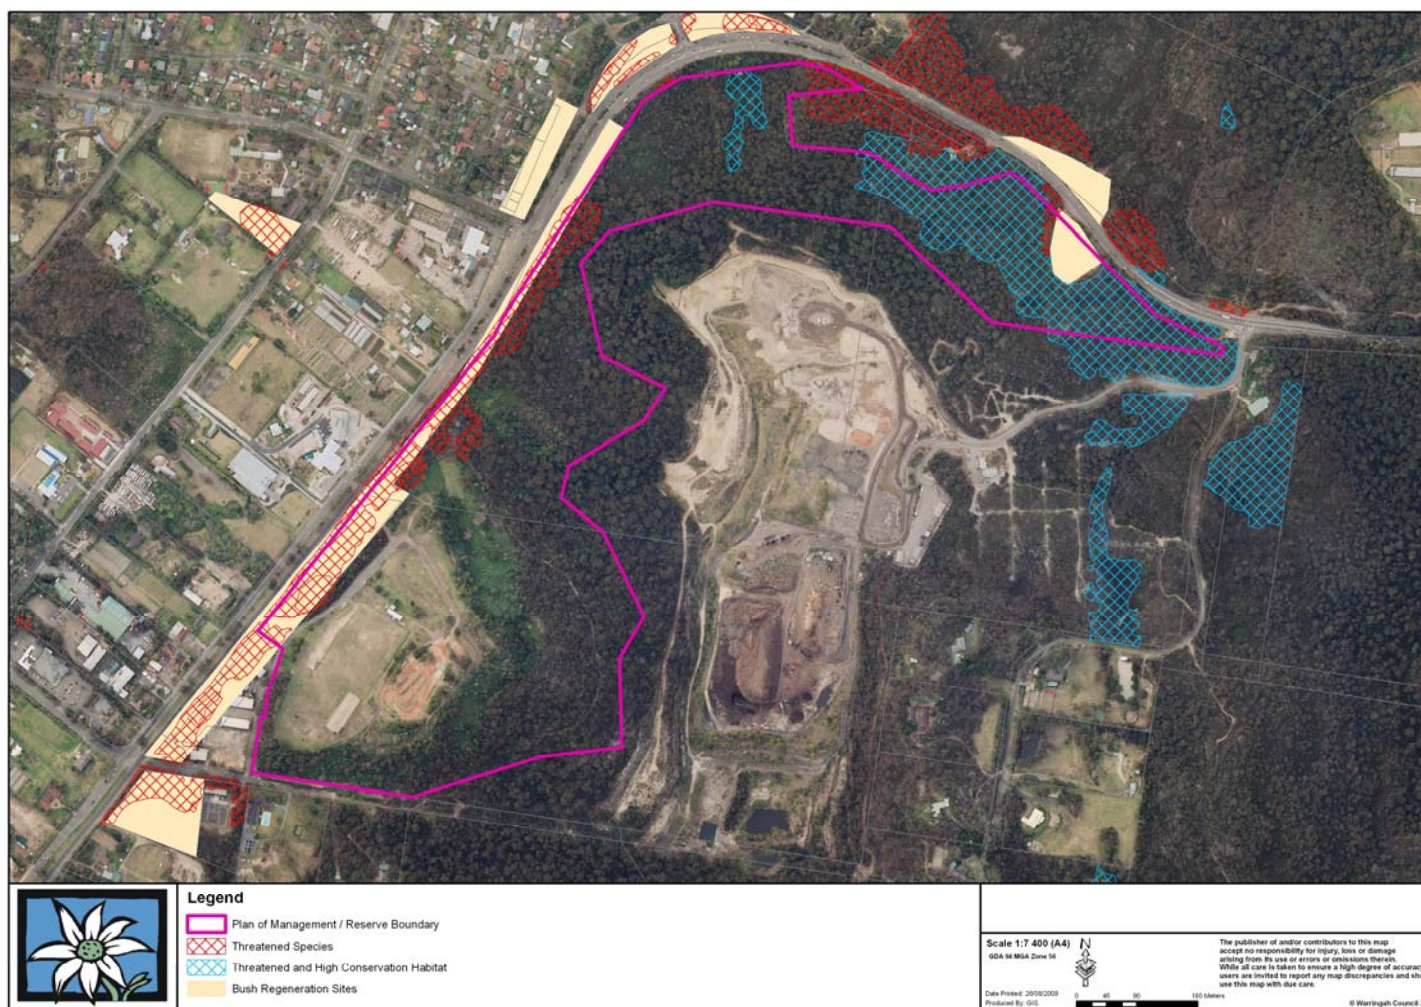 Legend
Plan of Management / Reserve Boundary
Threatened Species
Threatened and High Conservation Habitat
Bush Regeneration Sites
Scale 1:7 400 (A4)
N
GDA 94 MGA Zone 56
Date Printed: 28/09/2009
Produced By: GIS
0 45 90 180 Meters
The publisher of and/or contributors to this map
accept no responsibility for injury, loss or damage
arising from its use or errors or omissions therein.
While all care is taken to ensure a high degree of accuracy,
users are invited to report any map discrepancies and sho
use this map with due care.
© Warringah Council